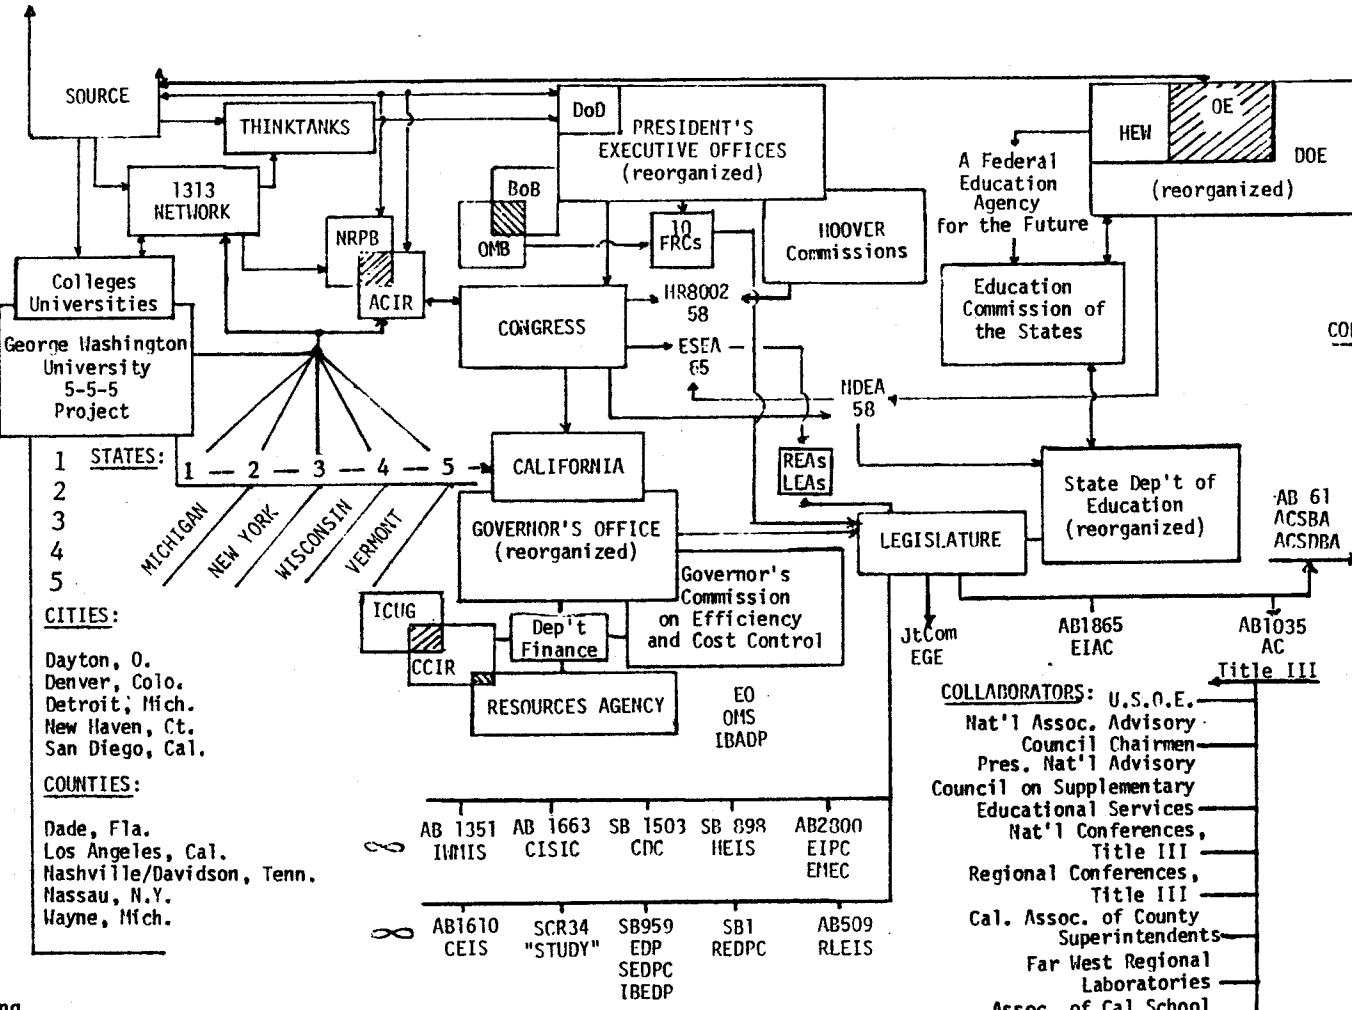 SOURCE
THINKTANKS
1313
NETWORK
Colleges
Universities
George Washington
University
5-5-5
Project
NRPB
ACIR
DoD
PRESIDENT'S
EXECUTIVE OFFICES
(reorganized)
BoB
OMB
10
FRCs
HOOVER
Commissions
CONGRESS
HR8002
58
ESEA
65
NDEA
58
HEW
OE
DOE
(reorganized)
A Federal
Education
Agency
for the Future
Education
Commission of
the States
State Dep't of
Education
(reorganized)
REAs
LEAs
LEGISLATURE
AB 61
ACSBA
ACSDBA
JtCom
EGE
AB1865
EIAC
AB1035
AC
Title III
STATES:
1 — 2 — 3 — 4 — 5
MICHIGAN
NEW YORK
WISCONSIN
VERMONT
CALIFORNIA
GOVERNOR'S OFFICE
(reorganized)
Governor's
Commission
on Efficiency
and Cost Control
Dep't
Finance
ICUG
CCIR
RESOURCES AGENCY
EO
OMS
IBADP
1
2
3
4
5
CITIES:
Dayton, O.
Denver, Colo.
Detroit, Mich.
New Haven, Ct.
San Diego, Cal.
COUNTIES:
Dade, Fla.
Los Angeles, Cal.
Nashville/Davidson, Tenn.
Nassau, N.Y.
Wayne, Mich.
∞ AB 1351 AB 1663 SB 1503 SB 898 AB2800
IWMIS CISIC CDC HEIS EIPC
EMEC
∞ AB1610 SCR34 SB959 SB1 AB509
CEIS "STUDY" EDP REDPC RLEIS
SEDPC
IBEDP
COLLABORATORS:
U.S.O.E.
Nat'l Assoc. Advisory
Council Chairmen
Pres. Nat'l Advisory
Council on Supplementary
Educational Services
Nat'l Conferences,
Title III
Regional Conferences,
Title III
Cal. Assoc. of County
Superintendents
Far West Regional
Laboratories
Assoc. of Cal School